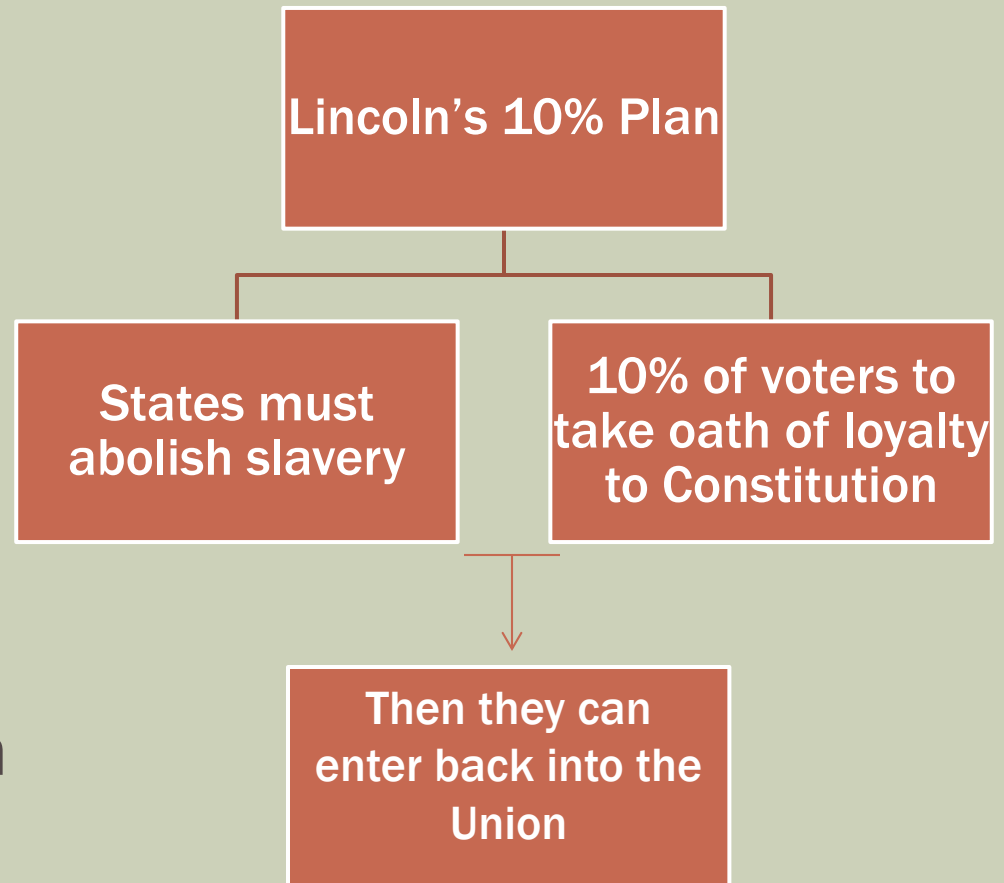 Lincoln's 10% Plan
States must
abolish slavery
10% of voters to
take oath of loyalty
to Constitution
Then they can
enter back into the
Union